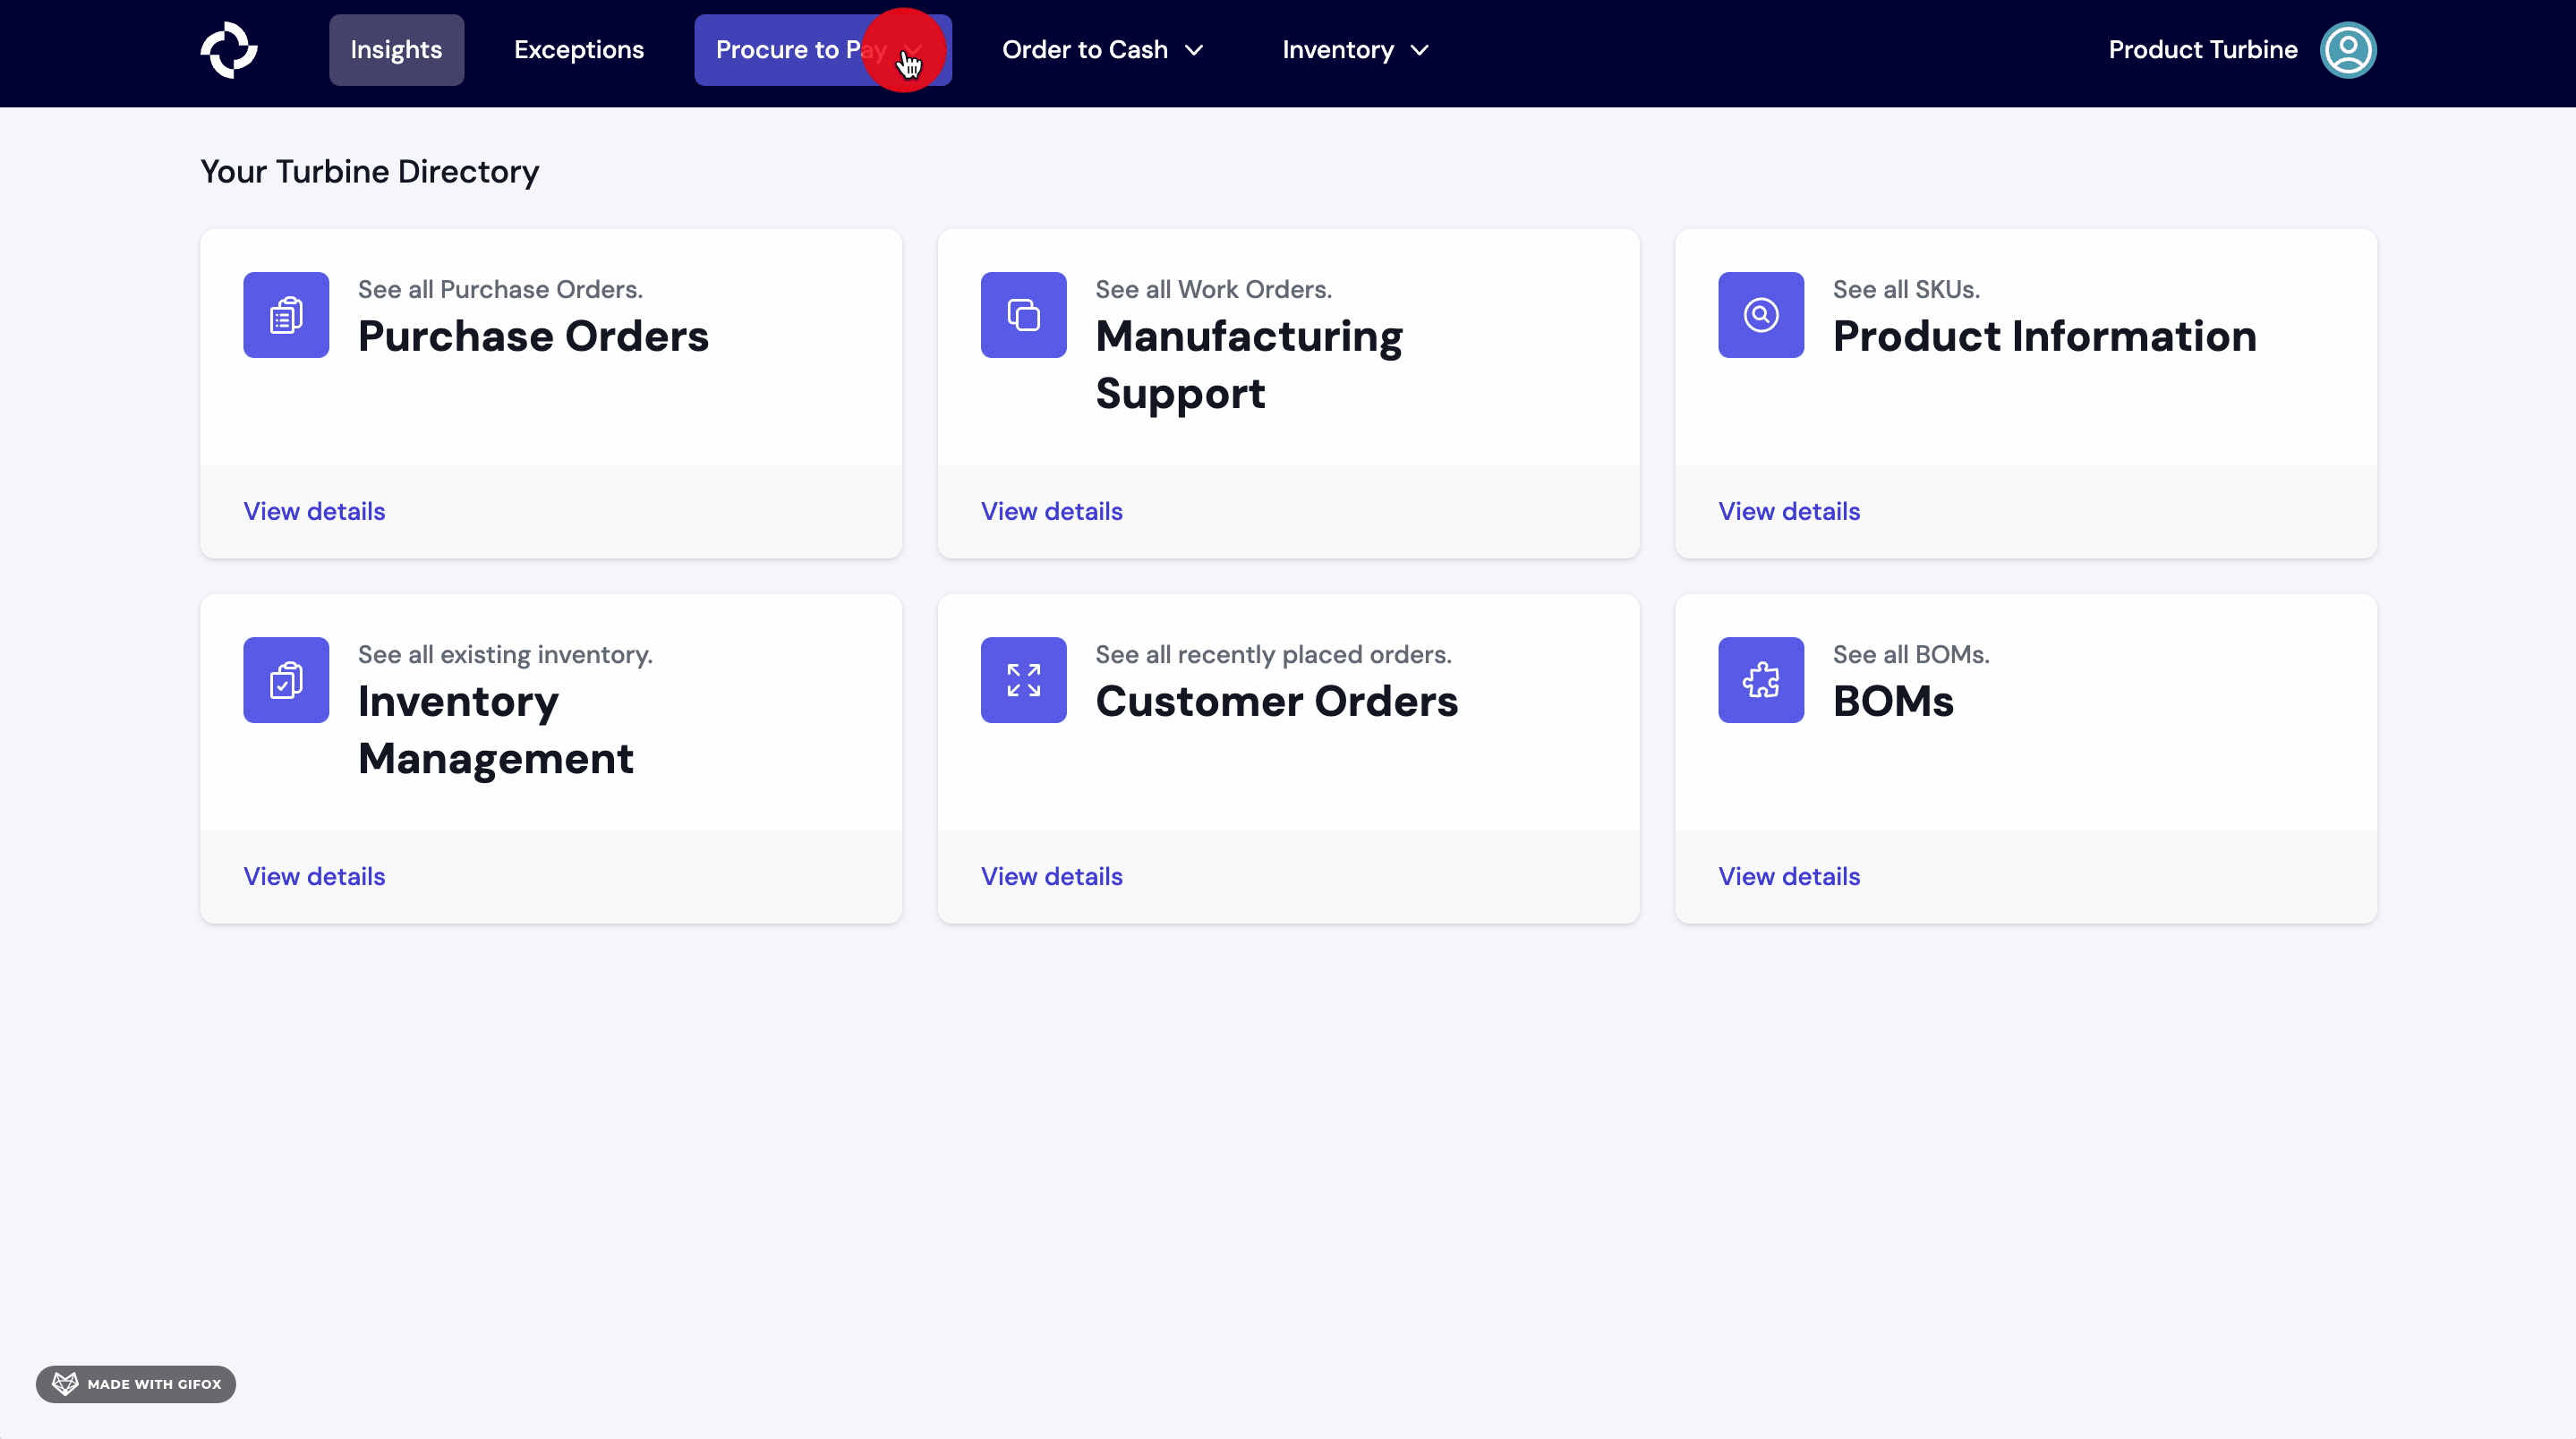 Insights
Exceptions
Procure to Pay
Order to Cash
Inventory
Product Turbine
Your Turbine Directory
See all Purchase Orders.
Purchase Orders
View details
See all Work Orders.
Manufacturing
Support
View details
See all SKUs.
Product Information
View details
See all existing inventory.
Inventory
Management
View details
See all recently placed orders.
Customer Orders
View details
See all BOMs.
BOMs
View details
MADE WITH GIFOX